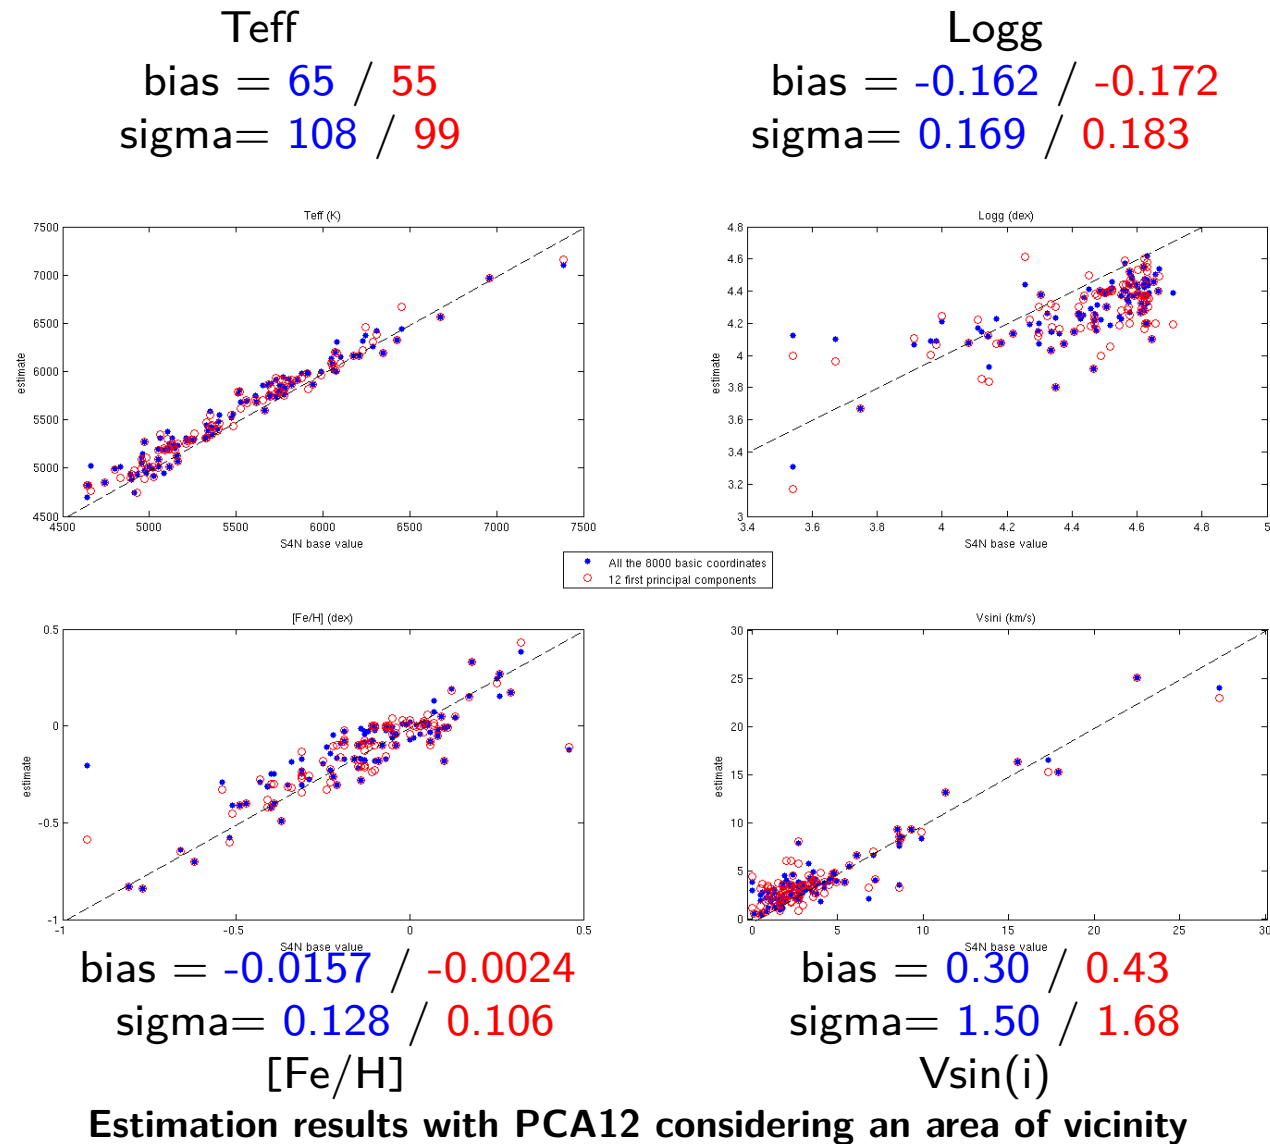 Teff
bias = 65 / 55
sigma= 108 / 99
Logg
bias = -0.162 / -0.172
sigma= 0.169 / 0.183
Teff (K)
7500
7000
6500
6000
5500
5000
4500
estimate
4500 5000 5500 6000 6500 7000 7500
S4N base value
Logg (dex)
4.8
4.6
4.4
4.2
4
3.8
3.6
3.4
3.2
3
estimate
3.4 3.6 3.8 4 4.2 4.4 4.6 4.8 5
S4N base value
All the 8000 basic coordinates
12 first principal components
[Fe/H] (dex)
0.5
0
-0.5
-1
estimate
-1 -0.5 0 0.5
S4N base value
Vsini (km/s)
30
25
20
15
10
5
0
estimate
0 5 10 15 20 25 30
S4N base value
bias = -0.0157 / -0.0024
sigma= 0.128 / 0.106
[Fe/H]
bias = 0.30 / 0.43
sigma= 1.50 / 1.68
Vsin(i)
Estimation results with PCA12 considering an area of vicinity